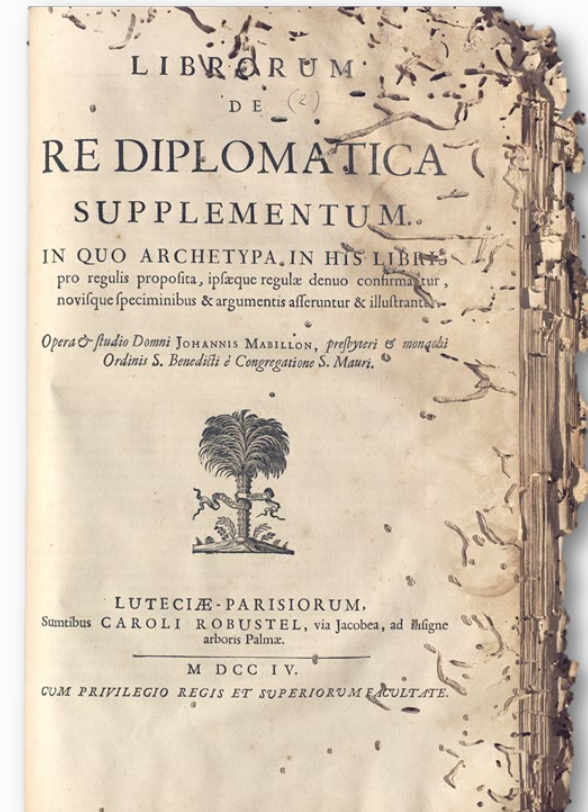 LIBRORUM
DE (2)
RE DIPLOMATICA
SUPPLEMENTUM.
IN QUO ARCHETYPA IN HIS LIBRIS
pro regulis proposita, ipsæque regulæ denuo confirmantur,
novisque speciminibus & argumentis asseruntur & illustrantur.
Opera & studio Domni JOHANNIS MABILLON, presbyteri & monachi
Ordinis S. Benedicti è Congregatione S. Mauri.
LUTECIÆ-PARISIORUM,
Sumtibus CAROLI ROBUSTEL, via Jacobea, ad insigne
arboris Palmæ.
M DCC IV.
CUM PRIVILEGIO REGIS ET SUPERIORUM FACULTATE.